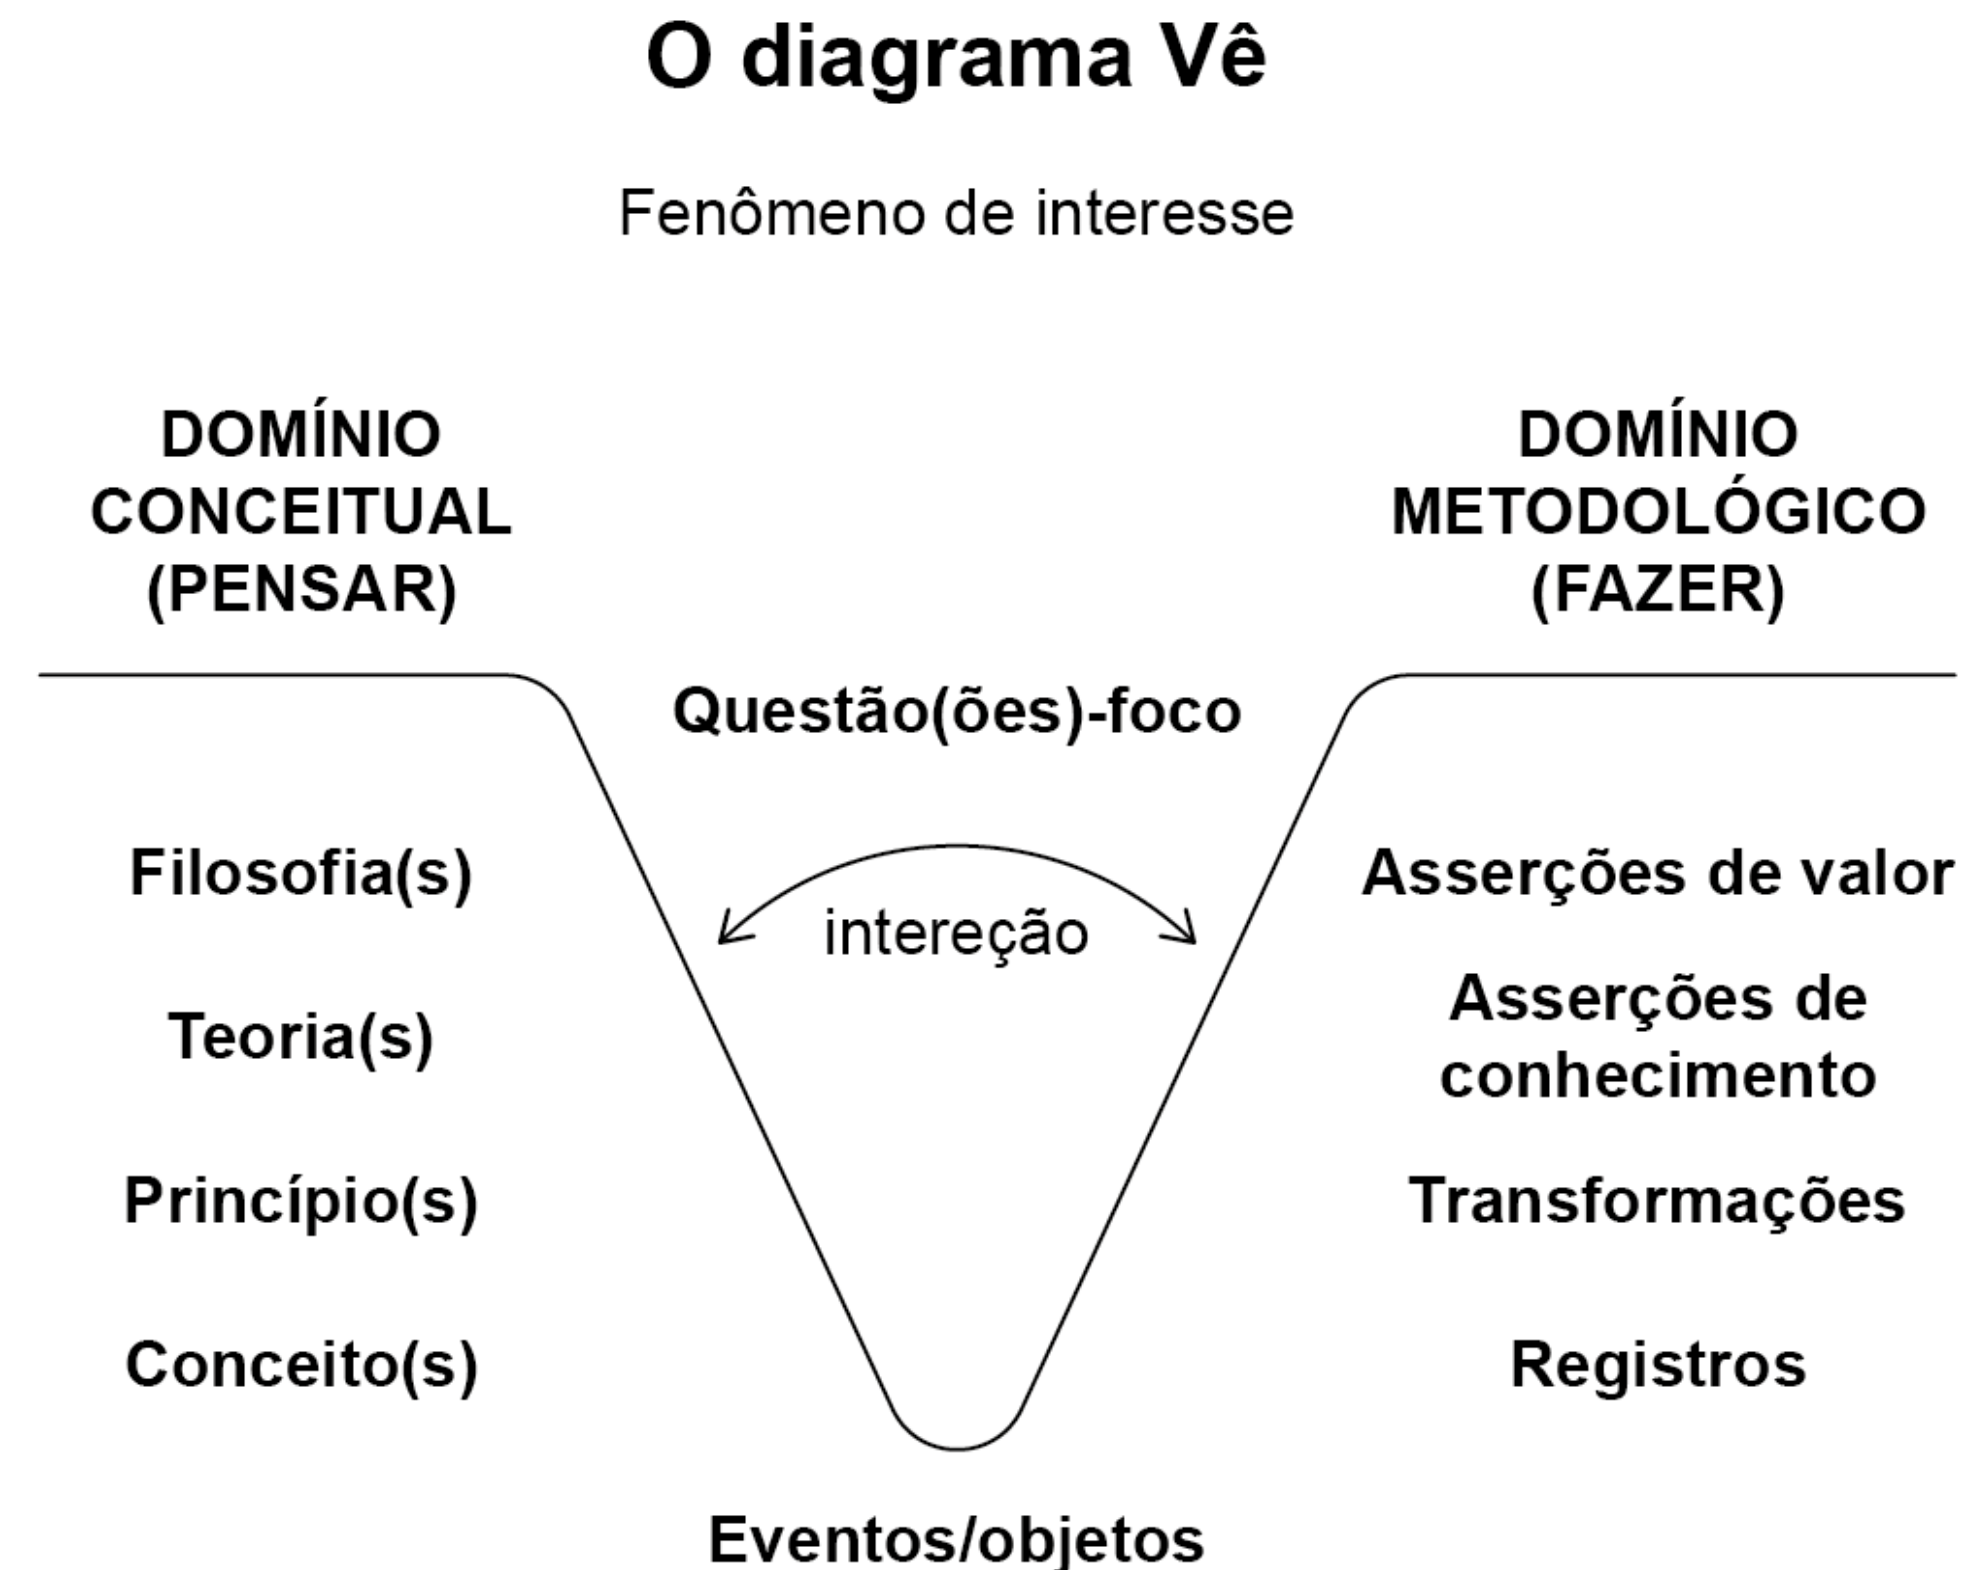 O diagrama Vê
Fenômeno de interesse
DOMÍNIO
CONCEITUAL
(PENSAR)
DOMÍNIO
METODOLÓGICO
(FAZER)
Questão(ões)-foco
intereção
Filosofia(s)
Teoria(s)
Princípio(s)
Conceito(s)
Asserções de valor
Asserções de
conhecimento
Transformações
Registros
Eventos/objetos